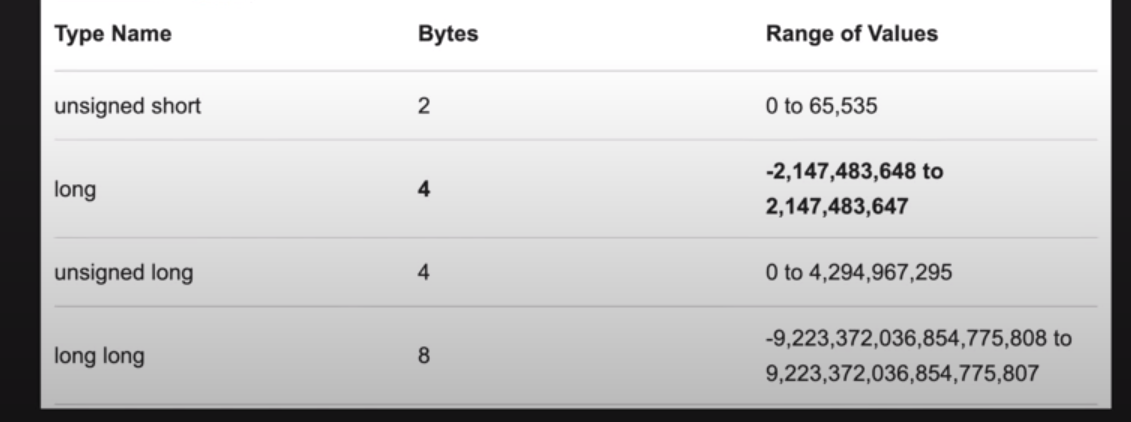 Type Name Bytes Range of Values
unsigned short 2 0 to 65,535
long 4 -2,147,483,648 to
2,147,483,647
unsigned long 4 0 to 4,294,967,295
long long 8 -9,223,372,036,854,775,808 to
9,223,372,036,854,775,807